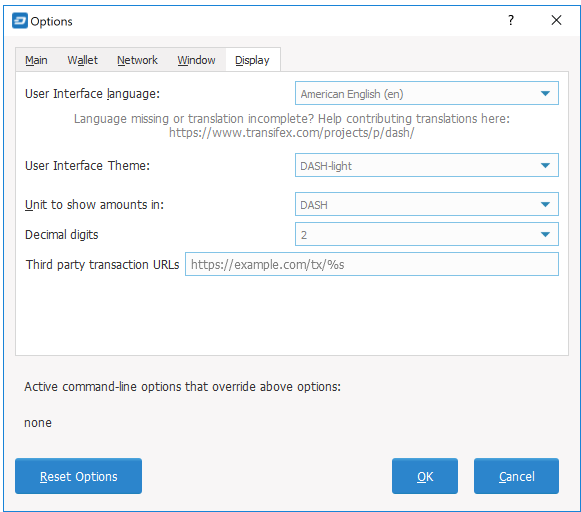 Options
?
Main Wallet Network Window Display
User Interface language: American English (en)
Language missing or translation incomplete? Help contributing translations here:
https://www.transifex.com/projects/p/dash/
User Interface Theme: DASH-light
Unit to show amounts in: DASH
Decimal digits 2
Third party transaction URLs https://example.com/tx/%s
Active command-line options that override above options:
none
Reset Options OK Cancel